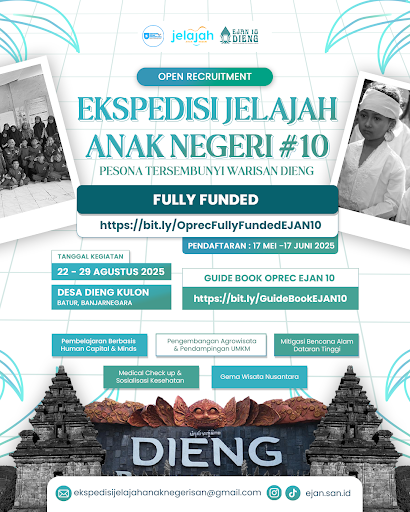 jelajah
EJAN 10
DIENG
OPEN RECRUITMENT
EKSPEDISI JELAJAH
ANAK NEGERI #10
PESONA TERSEMBUNYI WARISAN DIENG
FULLY FUNDED
https://bit.ly/OprecFullyFundedEJAN10
PENDAFTARAN : 17 MEI -17 JUNI 2025
TANGGAL KEGIATAN
22 – 29 AGUSTUS 2025
DESA DIENG KULON
BATUR, BANJARNEGARA
GUIDE BOOK OPREC EJAN 10
https://bit.ly/GuideBookEJAN10
Pembelajaran Berbasis
Human Capital & Minds
Pengembangan Agrowisata
& Pendampingan UMKM
Mitigasi Bencana Alam
Dataran Tinggi
Medical Check up &
Sosialisasi Kesehatan
Gema Wisata Nusantara
DIENG
ekspedisijelajahanaknegerisan@gmail.com
ejan.san.id